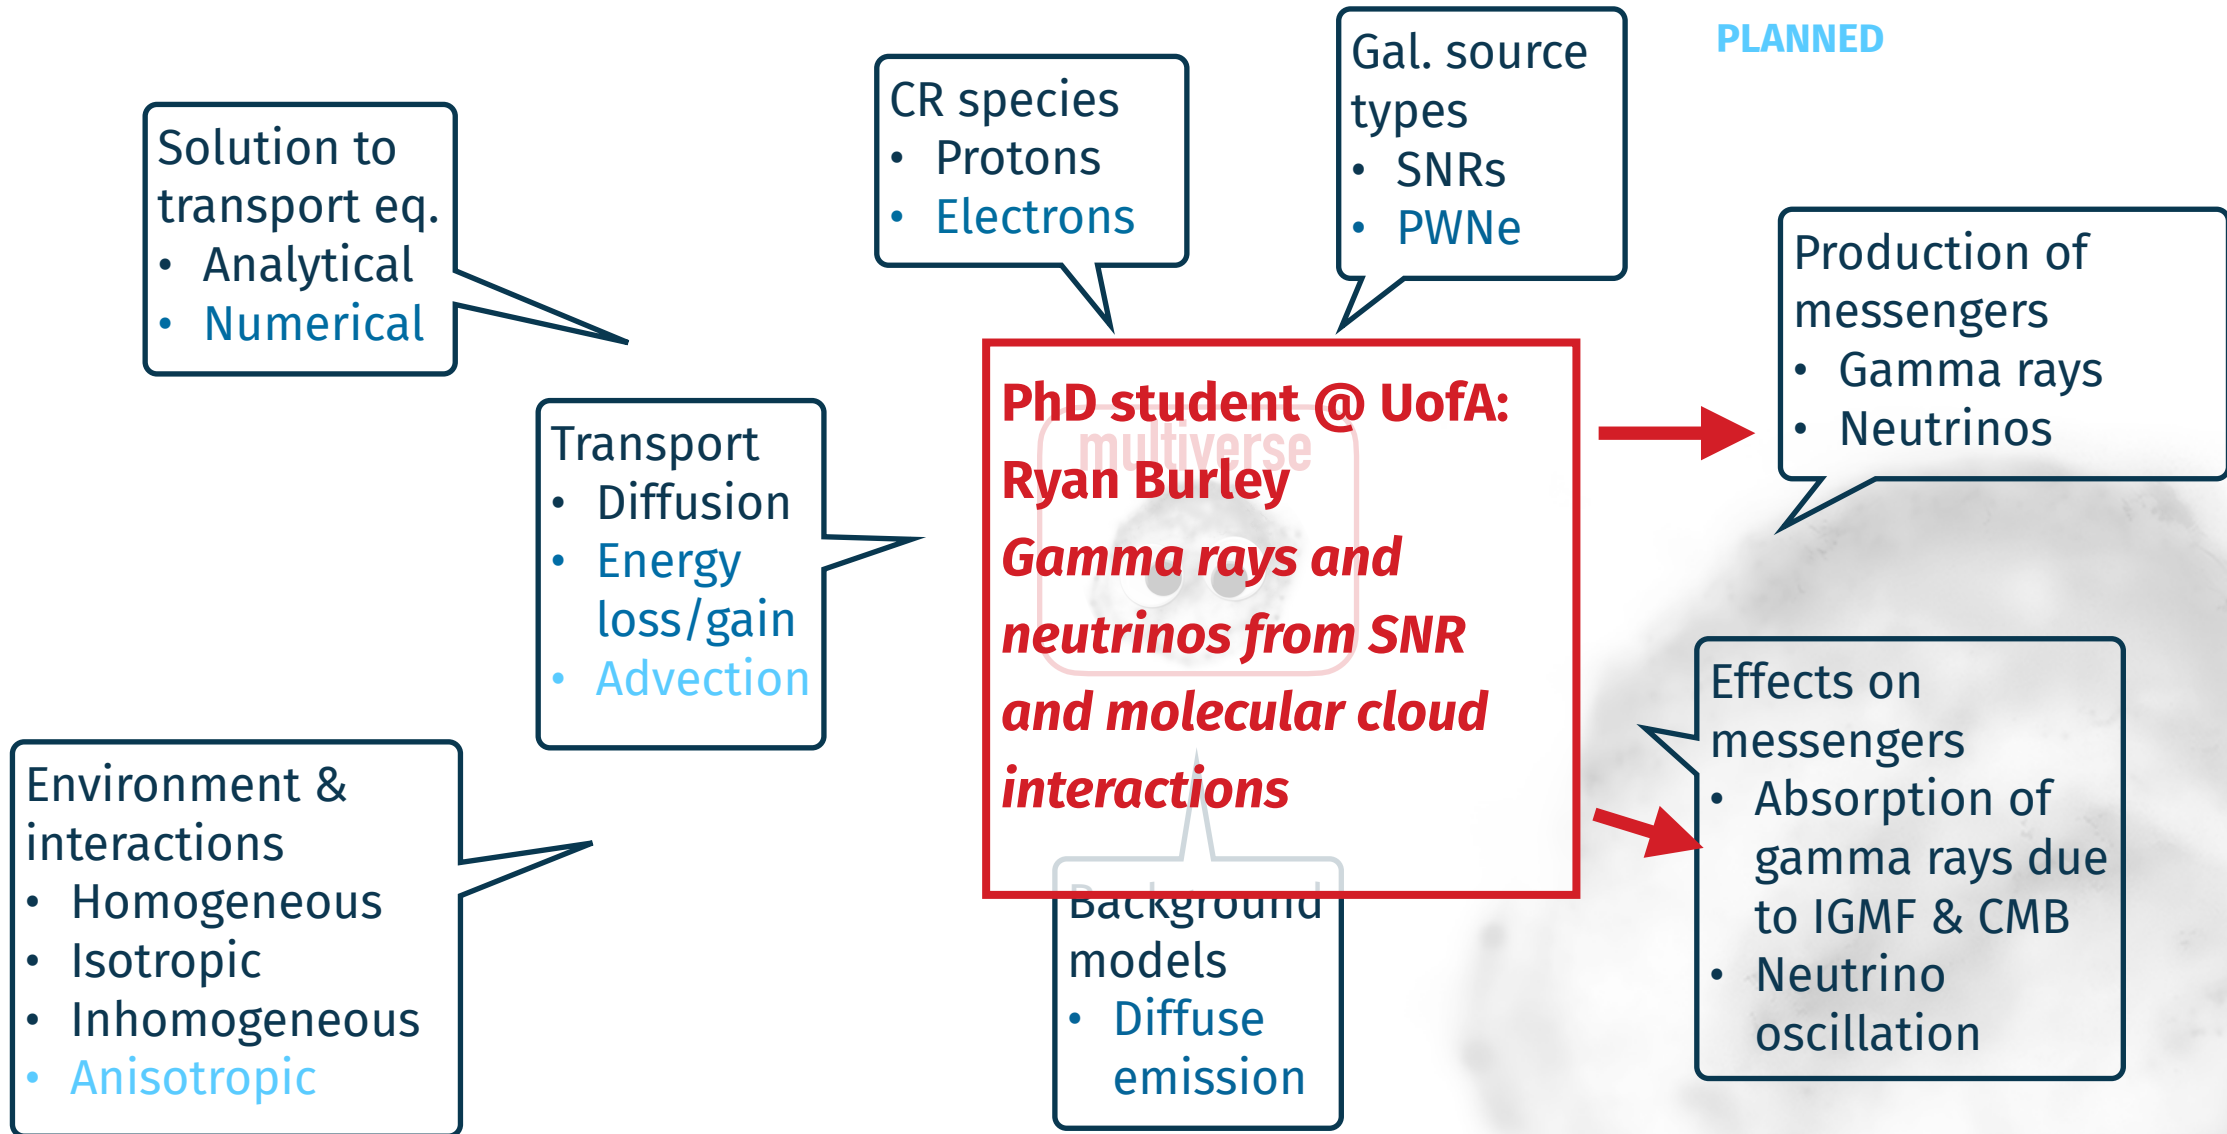 PLANNED
Solution to
transport eq.
• Analytical
• Numerical
CR species
• Protons
• Electrons
Gal. source
types
• SNRs
• PWNe
Production of
messengers
• Gamma rays
• Neutrinos
Transport
• Diffusion
• Energy
loss/gain
• Advection
PhD student @ UofA:
multiverse
Ryan Burley
Gamma rays and
neutrinos from SNR
and molecular cloud
interactions
Effects on
messengers
• Absorption of
gamma rays due
to IGMF & CMB
• Neutrino
oscillation
Environment &
interactions
• Homogeneous
• Isotropic
• Inhomogeneous
• Anisotropic
Background
models
• Diffuse
emission